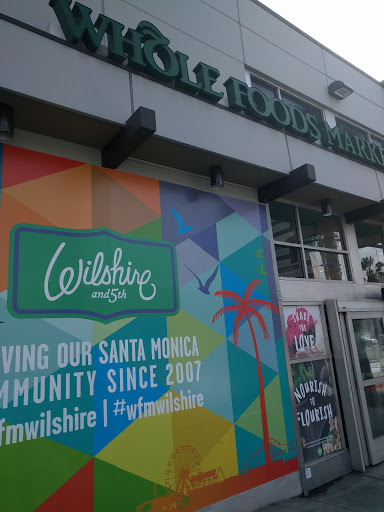 WHOLE FOODS MARKE
Wilshire
and 5th
VING OUR SANTA MONICA
MMUNITY SINCE 2007
fmwilshire | #wfmwilshire
SHARE
THE
LOVE
NOURISH
TO
FLOURISH